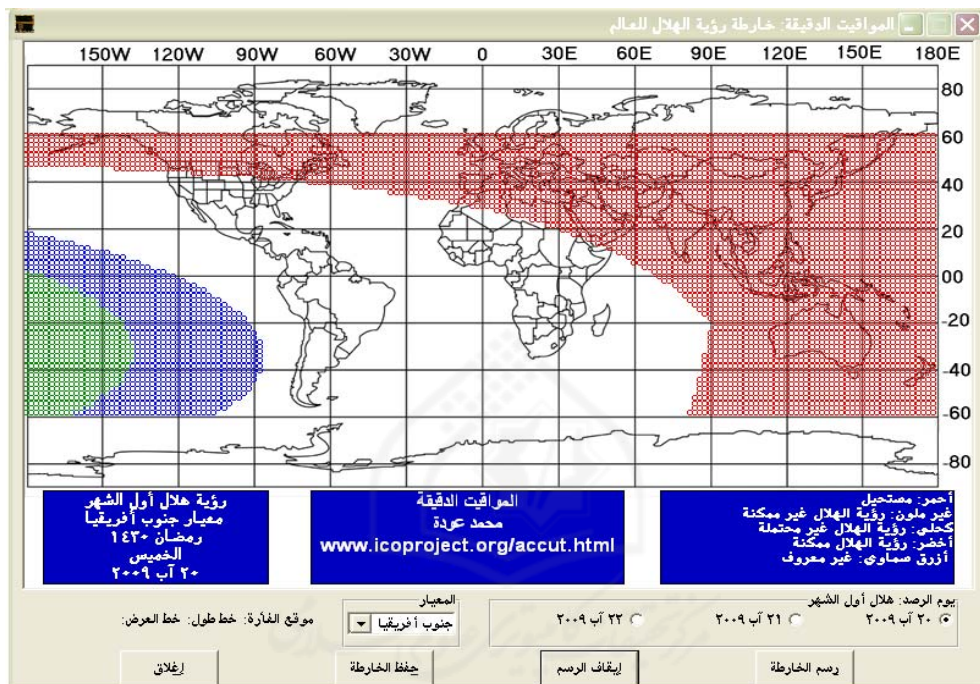 المواقيت الدقيقة: خارطة رؤية الهلال للعالم
150W 120W 90W 60W 30W 0 30E 60E 90E 120E 150E 180E
80
60
40
20
00
-20
-40
-60
-80
أحمر: مستحيل
غير ملون: رؤية الهلال غير ممكنة
كحلي: رؤية الهلال غير محتملة
أخضر: رؤية الهلال ممكنة
أزرق سماوي: غير معروف
المواقيت الدقيقة
محمد عودة
www.icoproject.org/accut.html
رؤية هلال أول الشهر
معيار جنوب أفريقيا
رمضان ١٤٣٠
الخميس
٢٠ آب ٢٠٠٩
يوم الرصد: هلال أول الشهر
٢٠ آب ٢٠٠٩ ٢١ آب ٢٠٠٩ ٢٢ آب ٢٠٠٩
المعيار
جنوب أفريقيا
موقع الفأرة: خط طول: خط العرض:
رسم الخارطة
إيقاف الرسم
حفظ الخارطة
إغلاق